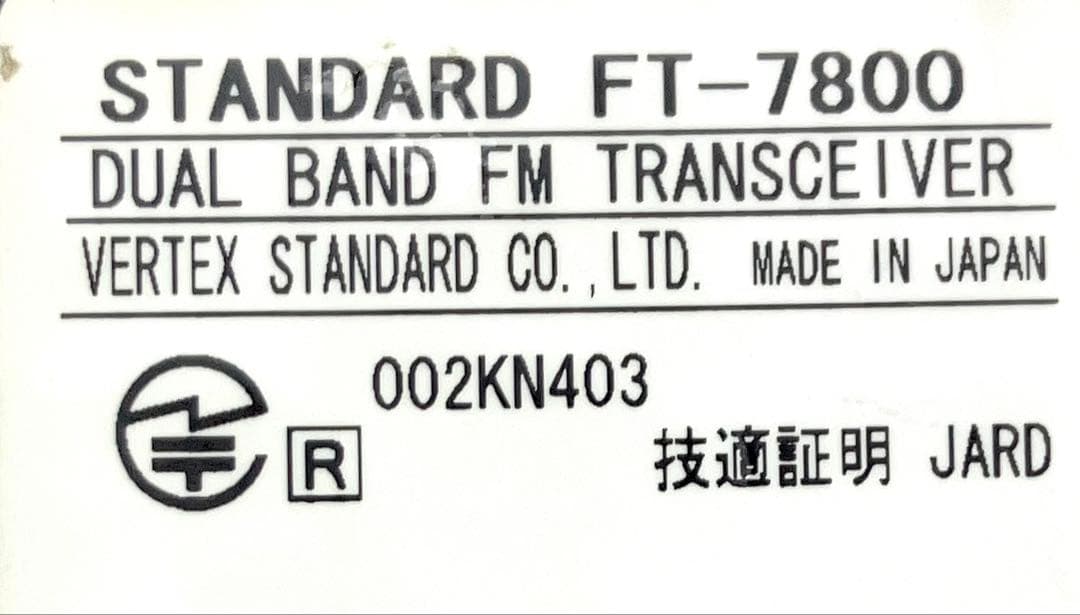 STANDARD FT-7800
DUAL BAND FM TRANSCEIVER
VERTEX STANDARD CO.,LTD. MADE IN JAPAN
R 002KN403
技適証明 JARD